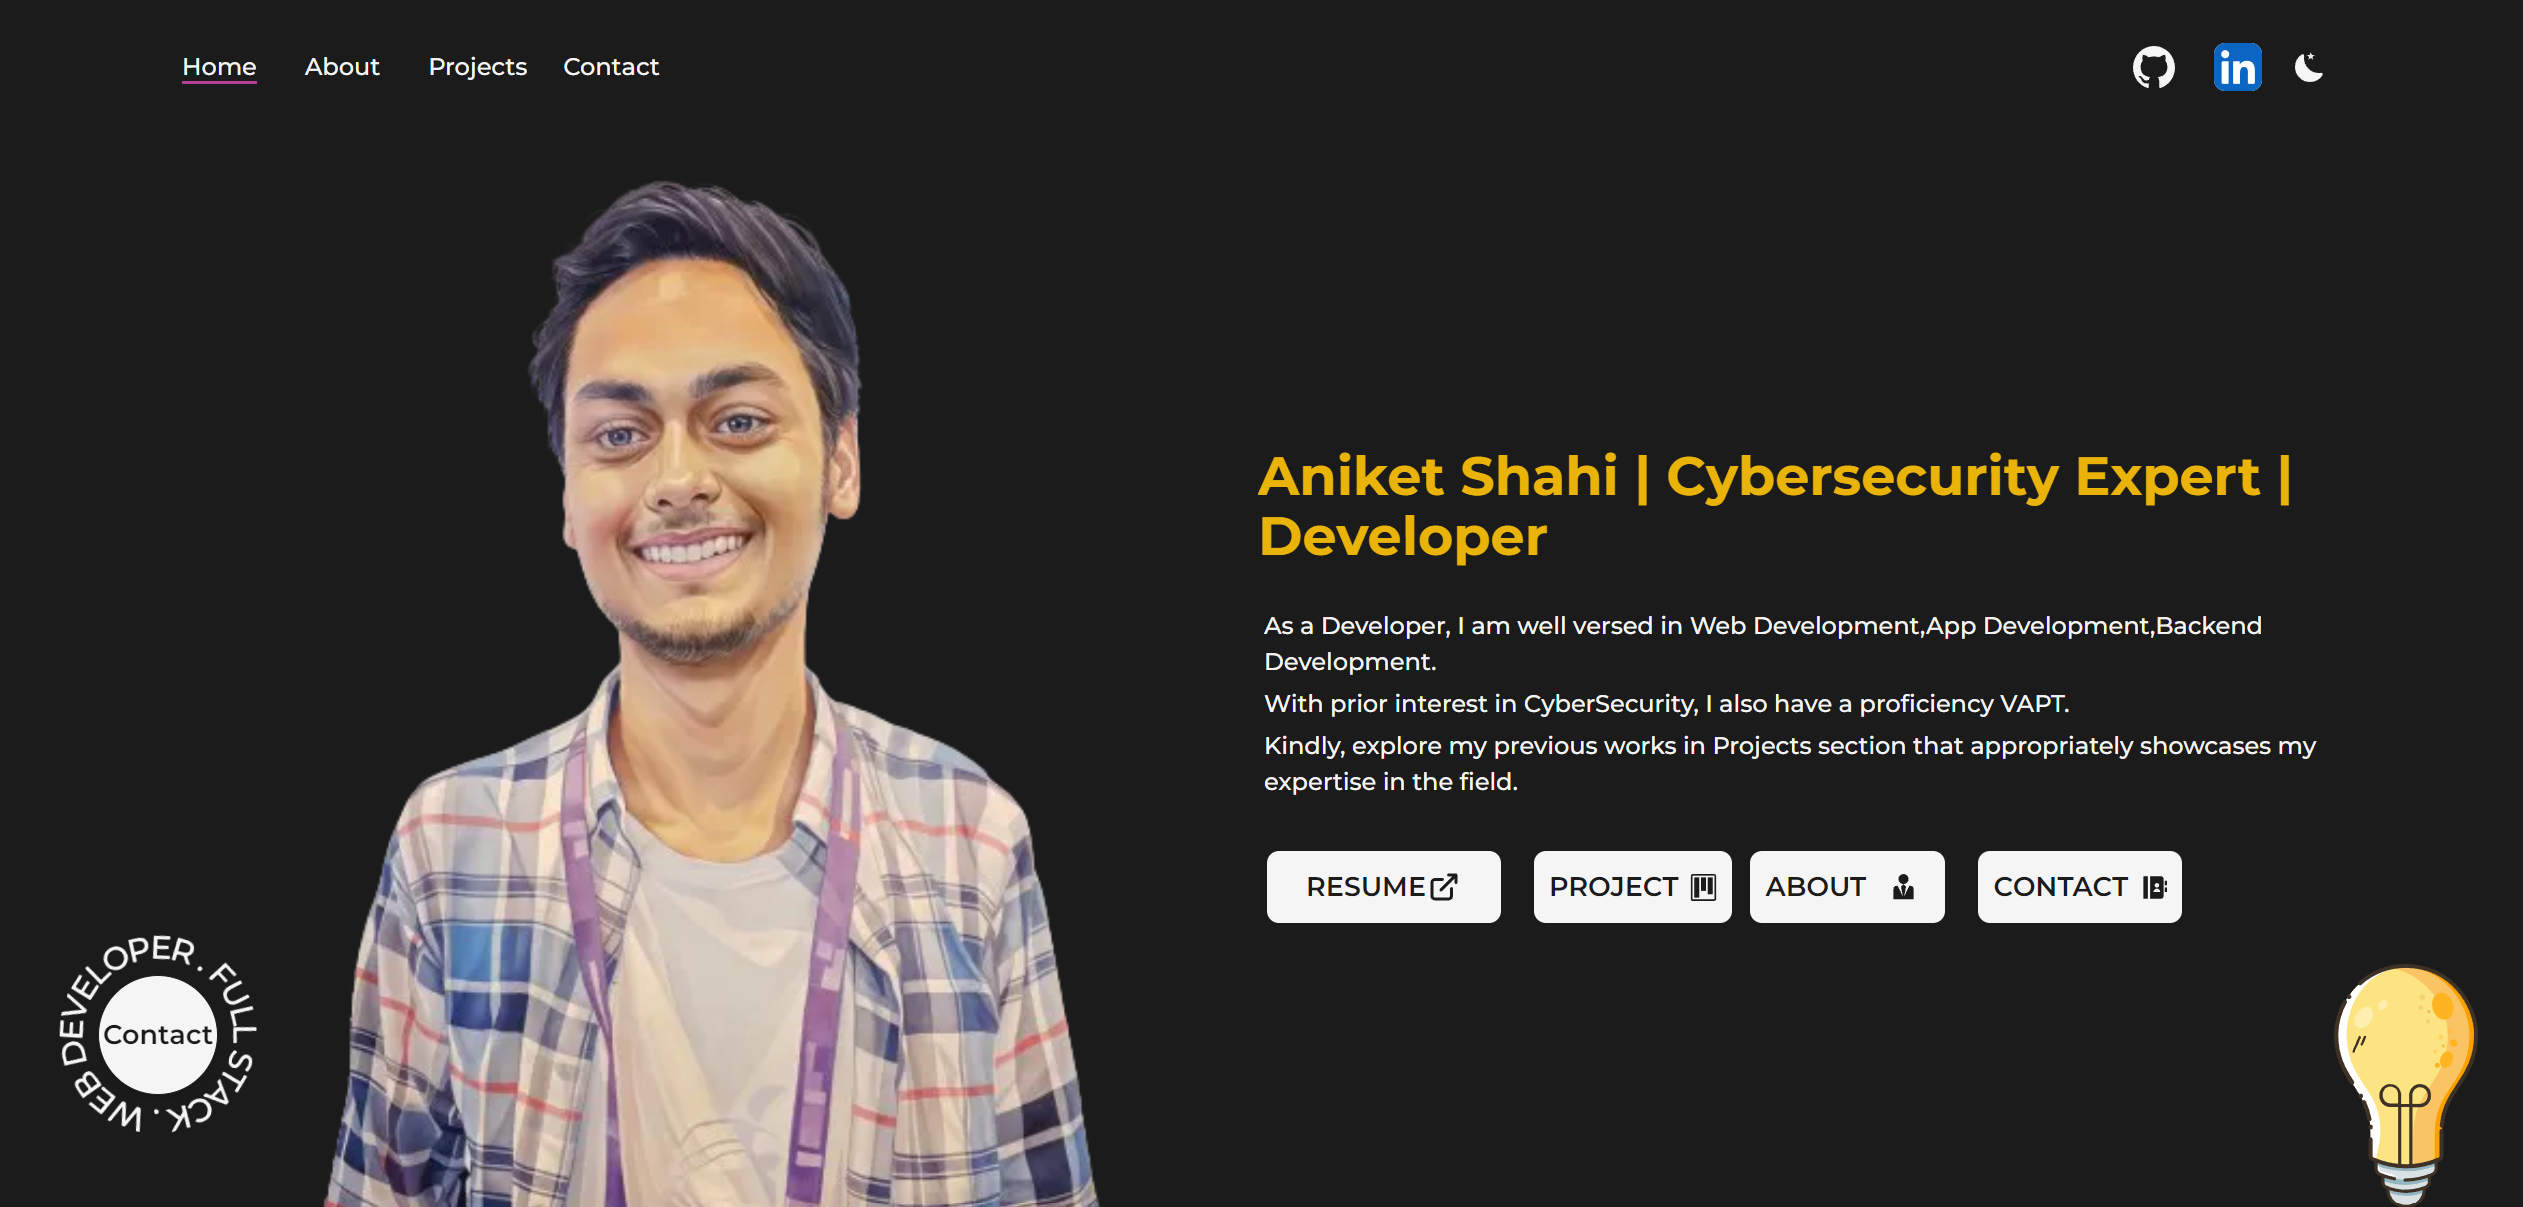 Home About Projects Contact
in
Aniket Shahi | Cybersecurity Expert |
Developer
As a Developer, I am well versed in Web Development,App Development,Backend
Development.
With prior interest in CyberSecurity, I also have a proficiency VAPT.
Kindly, explore my previous works in Projects section that appropriately showcases my
expertise in the field.
RESUME PROJECT ABOUT CONTACT
WEB DEVELOPER . FULL STACK .
Contact